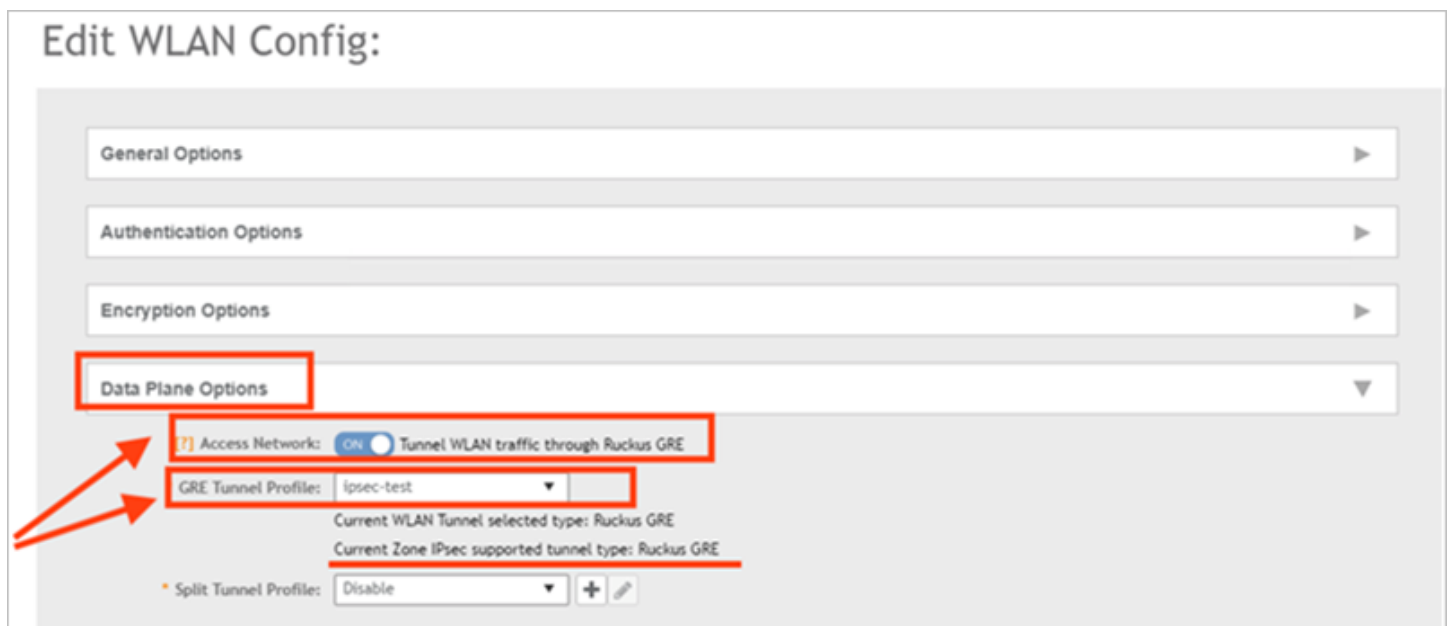 Edit WLAN Config:
General Options
Authentication Options
Encryption Options
Data Plane Options
[?] Access Network: ON Tunnel WLAN traffic through Ruckus GRE
GRE Tunnel Profile: ipsec-test
Current WLAN Tunnel selected type: Ruckus GRE
Current Zone IPsec supported tunnel type: Ruckus GRE
* Split Tunnel Profile: Disable